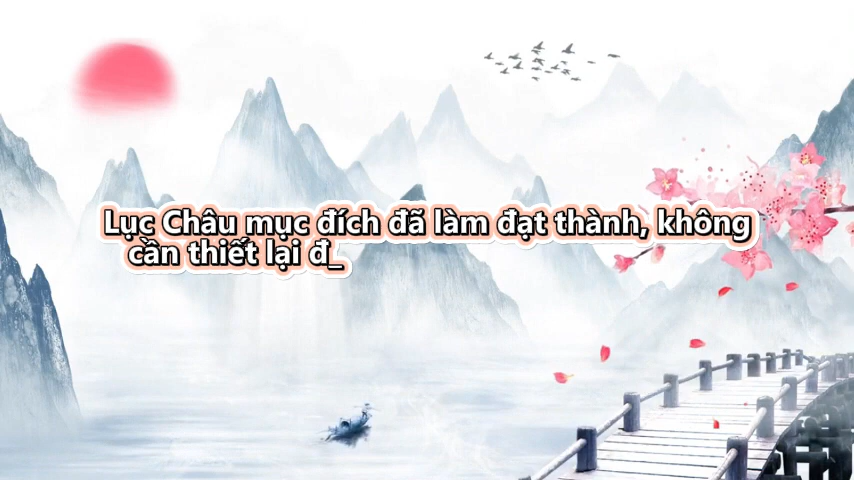 Lục Châu mục đích đã làm đạt thành, không
cần thiết lại đ_